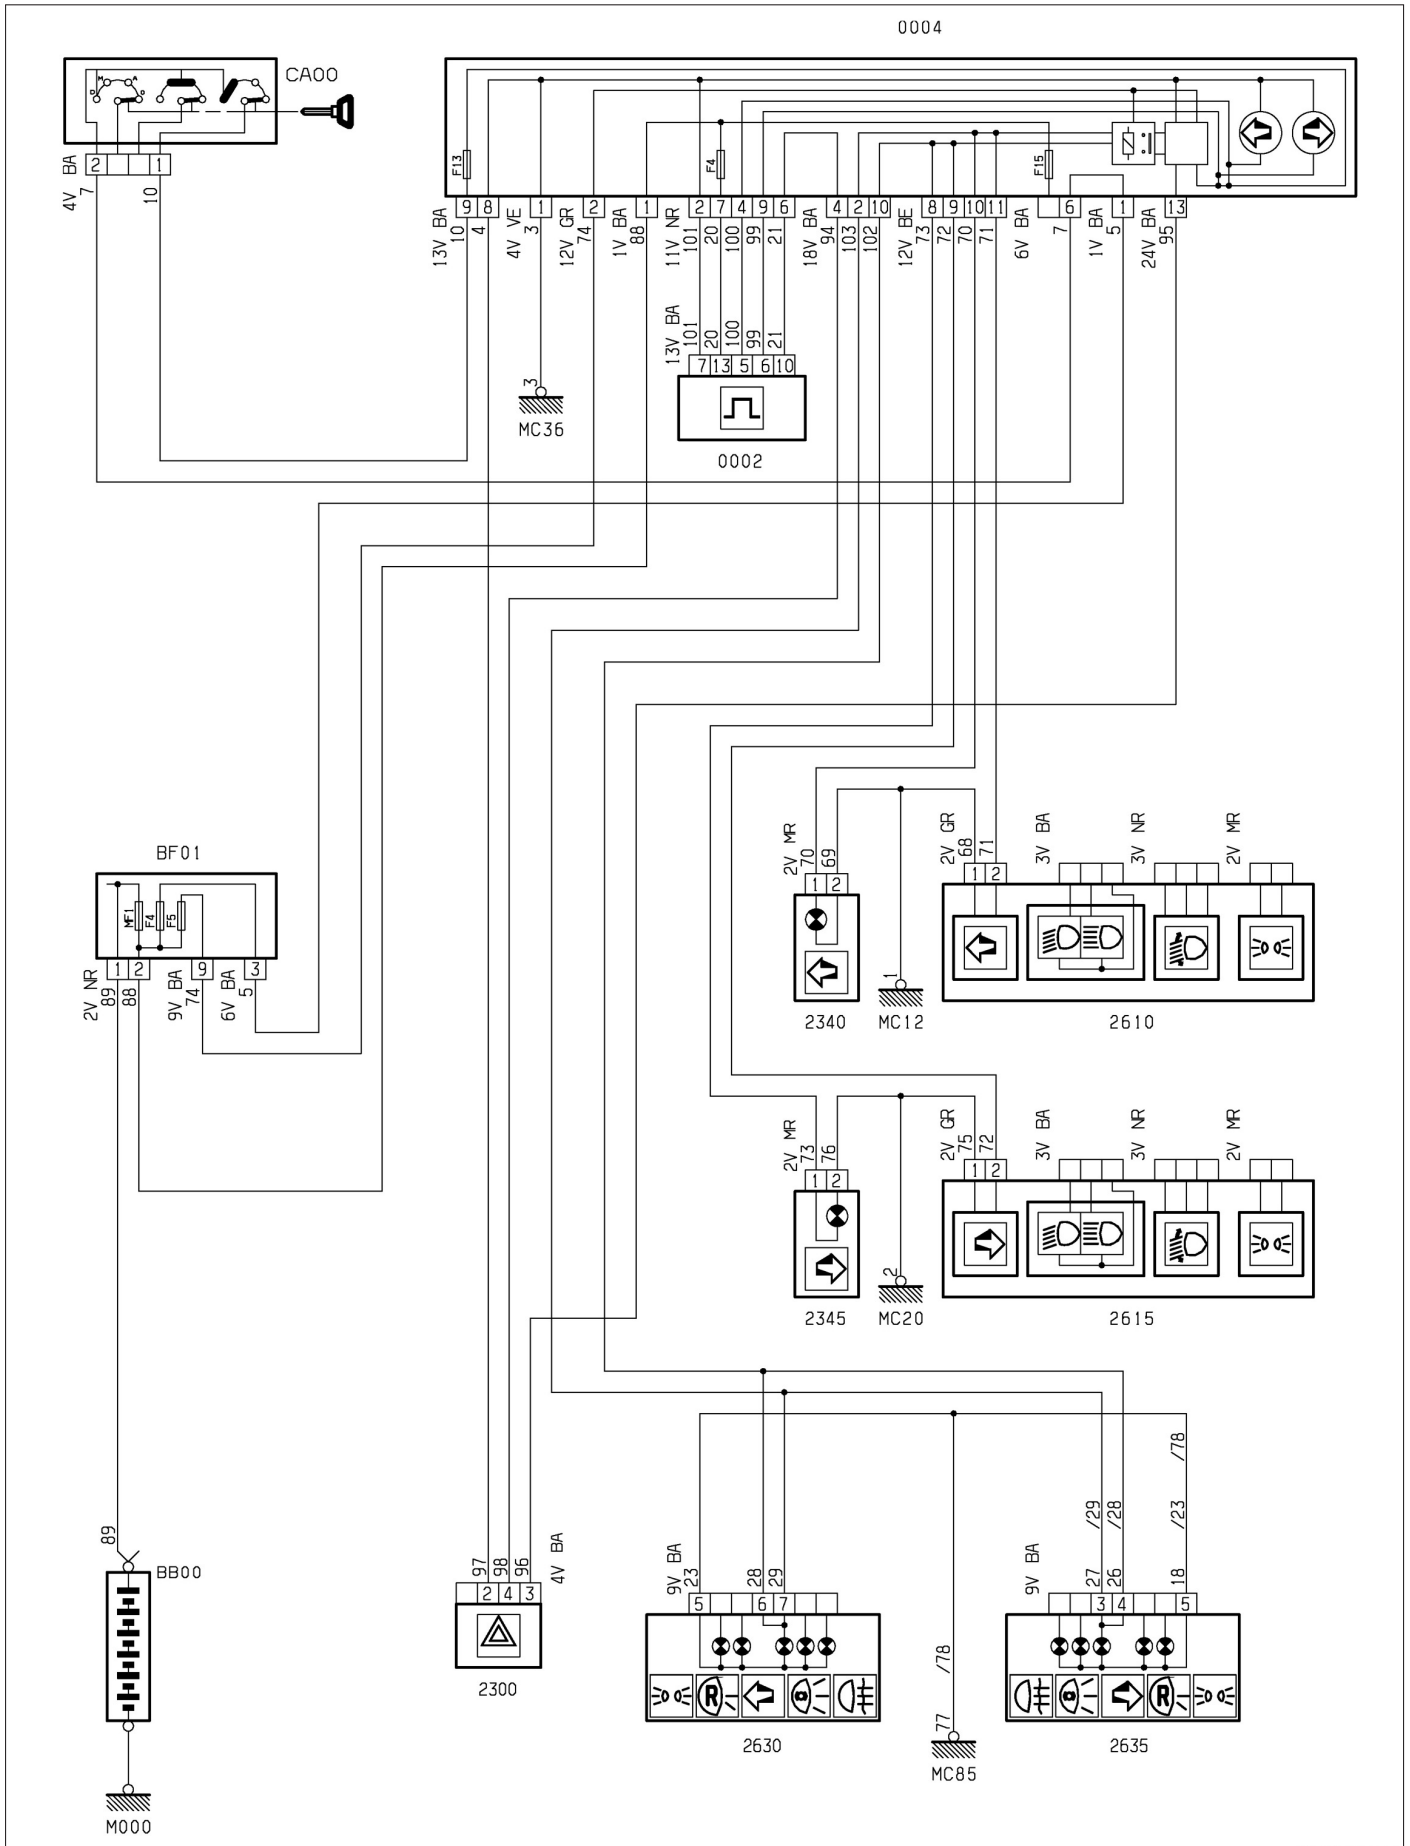 0004
CA00
M A
D D
F13
F4
F15
2 1
4V BA
7
10
9 8 1 2 1 2 7 4 9 6 4 2 10 8 9 10 11 6 1 13
13V BA
10
4
4V VE
3
12V GR
74
1V BA
88
11V NR
101
20
100
99
21
18V BA
94
103
102
12V BE
73
72
70
71
6V BA
7
1V BA
5
24V BA
95
13V BA
101
20
100
99
21
7 13 5 6 10
0002
3
MC36
BF01
MF1
F4
F5
1 2 9 3
2V NR
89
88
9V BA
74
6V BA
5
2V MR
70
69
1 2
2340
1
MC12
2V GR
68
71
3V BA
3V NR
2V MR
1 2
2610
2V MR
73
76
1 2
2345
2
MC20
2V GR
75
72
3V BA
3V NR
2V MR
1 2
2615
89
BB00
M000
97
98
96
4V BA
2 4 3
2300
9V BA
23
28
29
5 6 7
R
2630
/78
77
MC85
/78
/29
/28
/23
9V BA
27
26
18
3 4 5
R
2635